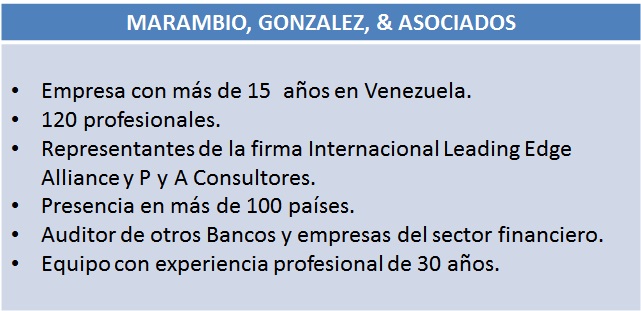 MARAMBIO, GONZALEZ, & ASOCIADOS
• Empresa con más de 15 años en Venezuela.
• 120 profesionales.
• Representantes de la firma Internacional Leading Edge
Alliance y P y A Consultores.
• Presencia en más de 100 países.
• Auditor de otros Bancos y empresas del sector financiero.
• Equipo con experiencia profesional de 30 años.